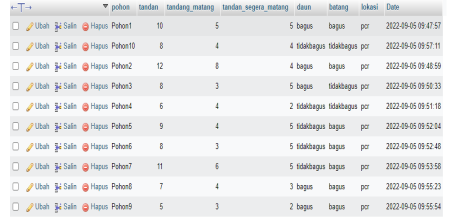 ←T→ pohon tandan tandang_matang tandan_segera_matang daun batang lokasi Date
Ubah Salin Hapus Pohon1 10 5 5 bagus bagus pcr 2022-09-05 09:47:57
Ubah Salin Hapus Pohon10 8 4 4 tidakbagus tidakbagus pcr 2022-09-05 09:57:11
Ubah Salin Hapus Pohon2 12 8 4 bagus bagus pcr 2022-09-05 09:48:59
Ubah Salin Hapus Pohon3 8 3 5 bagus tidakbagus pcr 2022-09-05 09:50:33
Ubah Salin Hapus Pohon4 6 4 2 tidakbagus tidakbagus pcr 2022-09-05 09:51:18
Ubah Salin Hapus Pohon5 9 4 5 tidakbagus bagus pcr 2022-09-05 09:52:04
Ubah Salin Hapus Pohon6 8 3 5 tidakbagus bagus pcr 2022-09-05 09:52:48
Ubah Salin Hapus Pohon7 11 6 5 tidakbagus bagus pcr 2022-09-05 09:53:58
Ubah Salin Hapus Pohon8 7 4 3 bagus bagus pcr 2022-09-05 09:55:23
Ubah Salin Hapus Pohon9 5 3 2 bagus bagus pcr 2022-09-05 09:55:54